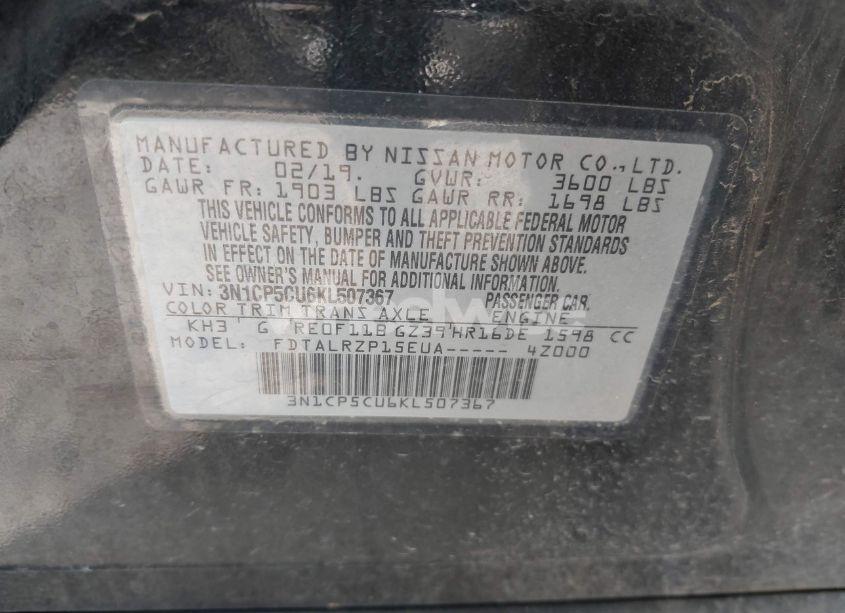 MANUFACTURED BY NISSAN MOTOR CO.,LTD.
DATE: 02/19. GVWR: 3600 LBS
GAWR FR: 1903 LBS GAWR RR: 1698 LBS
THIS VEHICLE CONFORMS TO ALL APPLICABLE FEDERAL MOTOR
VEHICLE SAFETY, BUMPER AND THEFT PREVENTION STANDARDS
IN EFFECT ON THE DATE OF MANUFACTURE SHOWN ABOVE.
SEE OWNER'S MANUAL FOR ADDITIONAL INFORMATION.
VIN: 3N1CP5CU6KL507367 PASSENGER CAR.
COLOR TRIM TRANS AXLE ENGINE
KH3 G RE0F11B GZ39 HR16DE 1598 CC
MODEL: FDTALRZP15EUA----- 4Z000
3N1CP5CU6KL507367